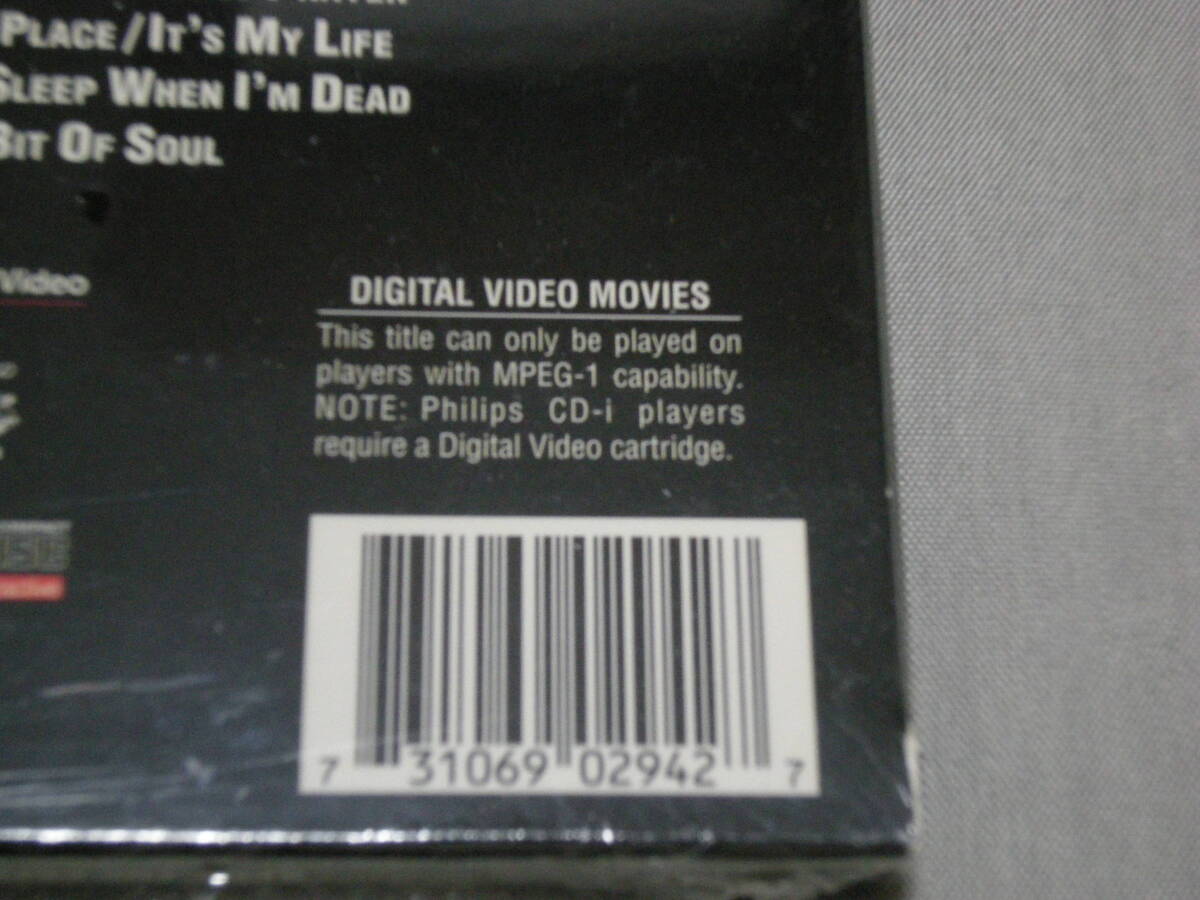 PLACE/IT'S MY LIFE
SLEEP WHEN I'M DEAD
BIT OF SOUL
Video
DIGITAL VIDEO MOVIES
This title can only be played on
players with MPEG-1 capability.
NOTE: Philips CD-i players
require a Digital Video cartridge.
7 31069 02942 7